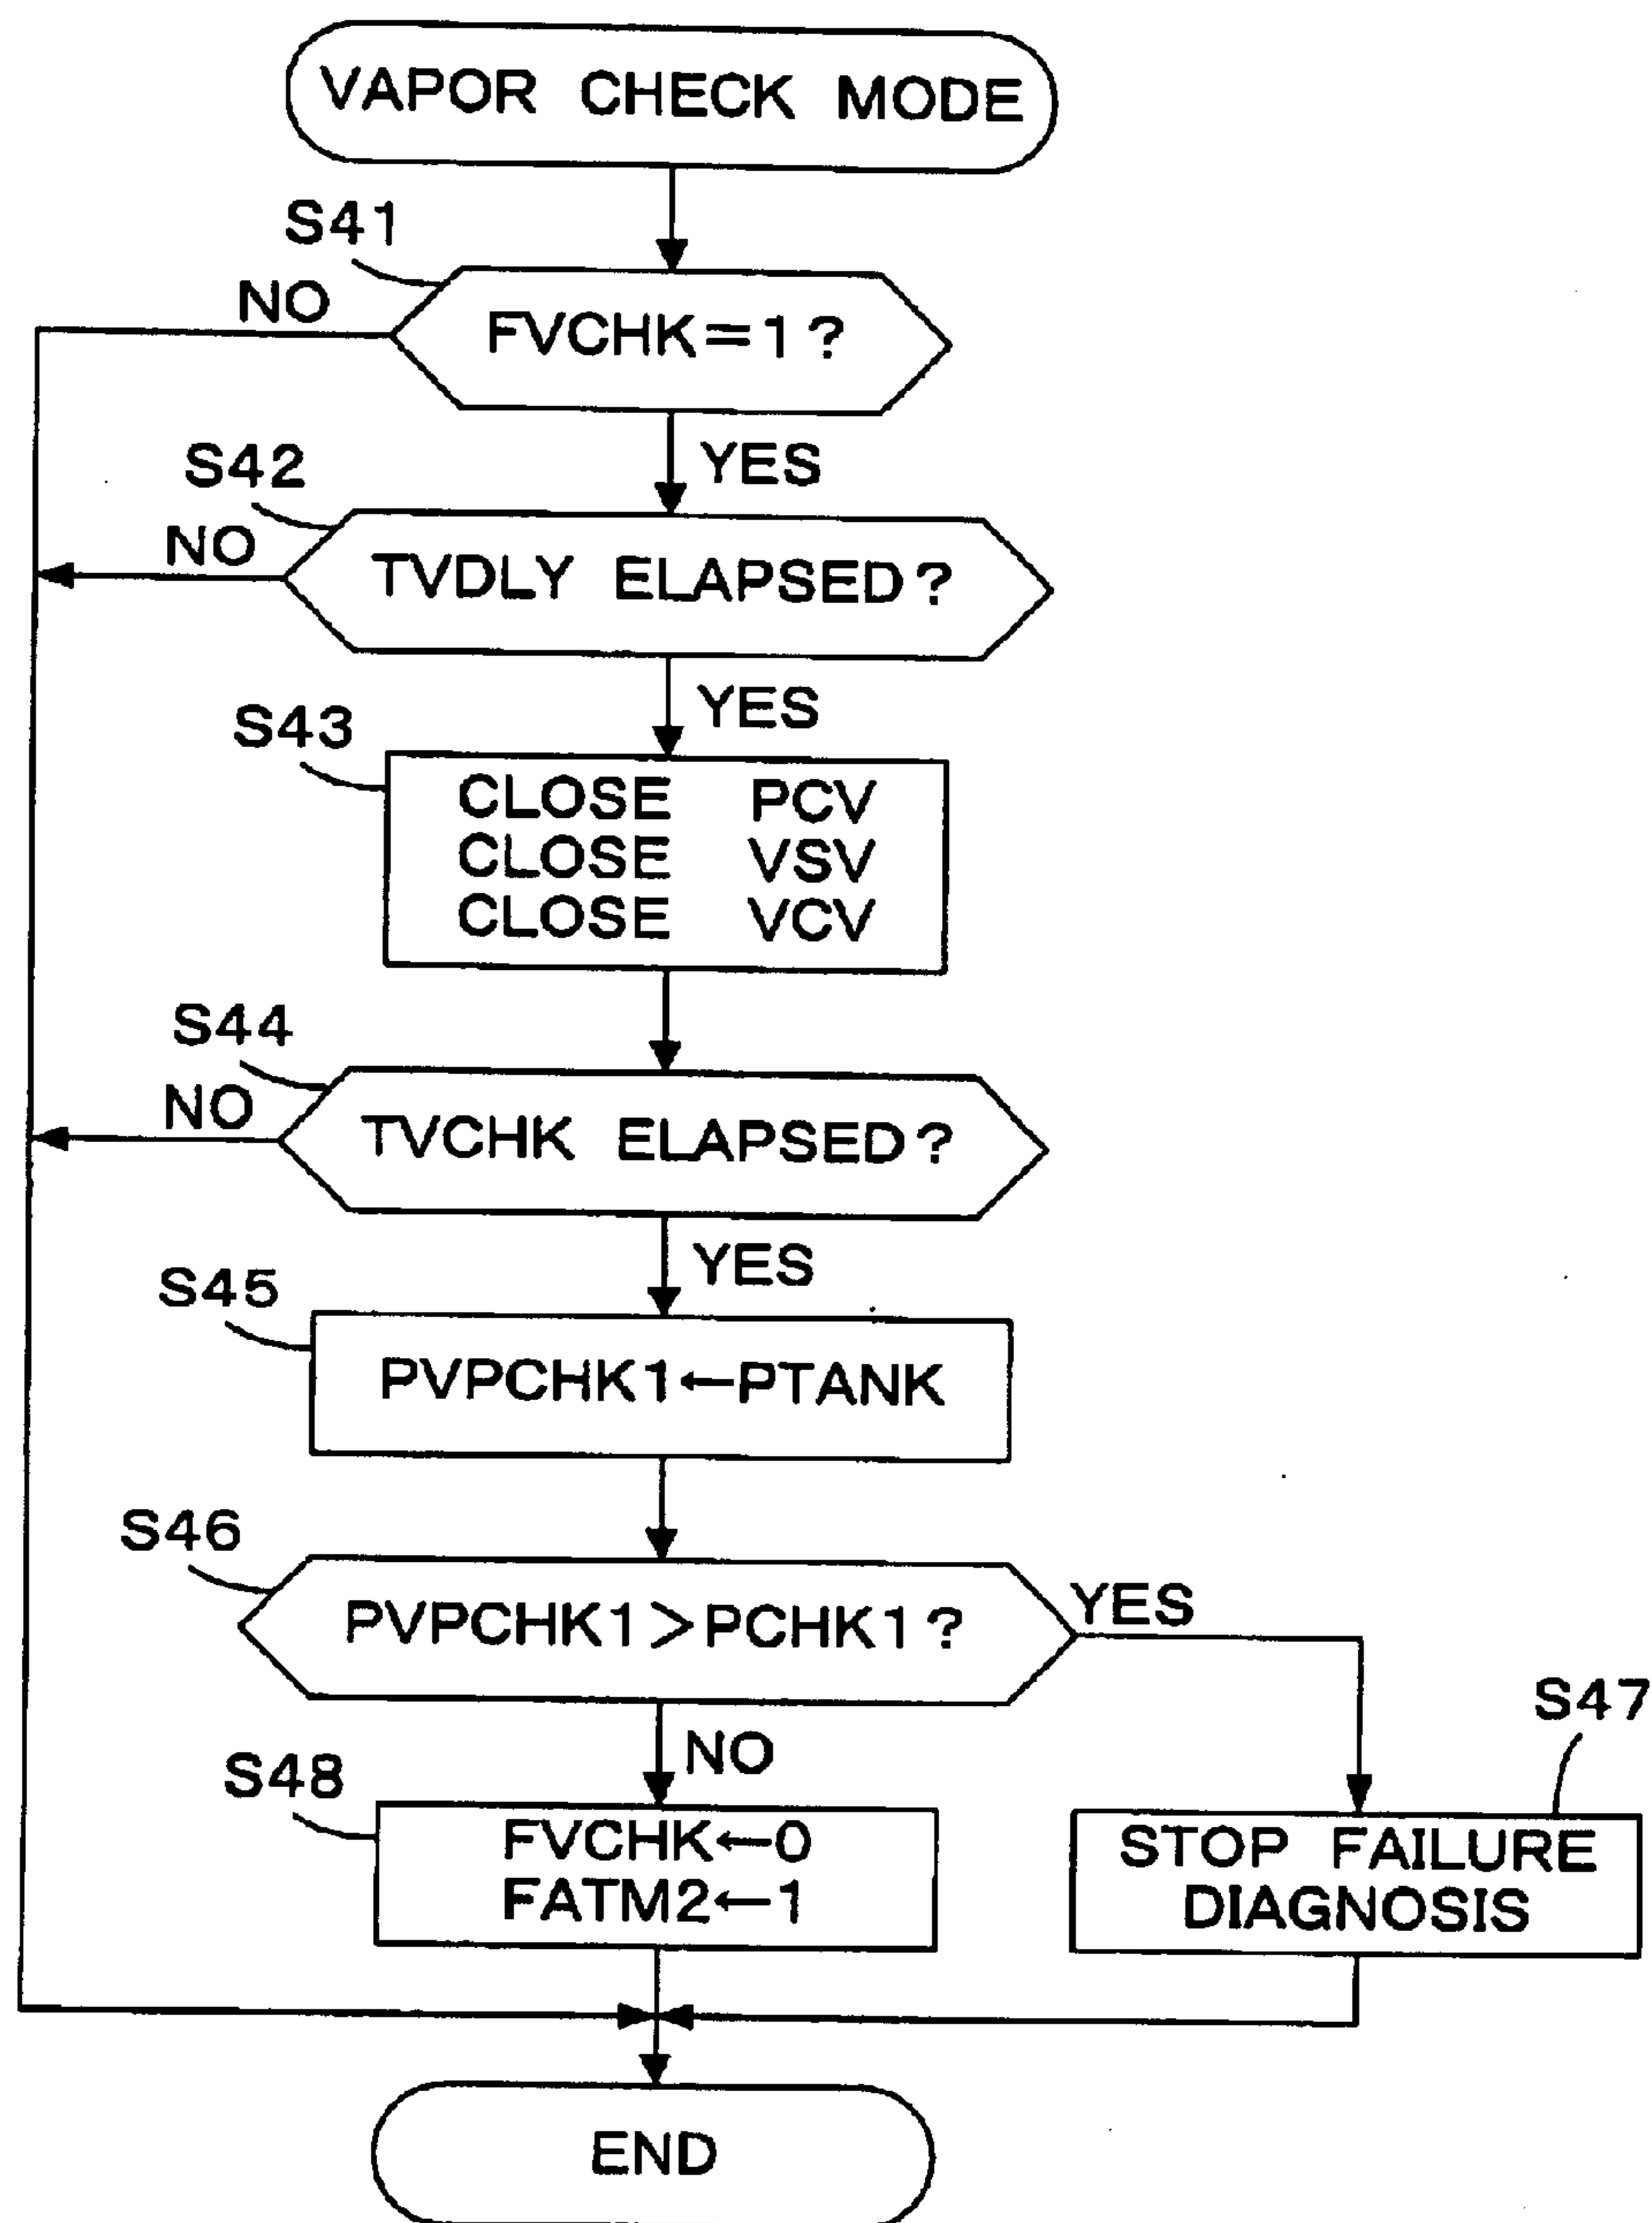 VAPOR CHECK MODE
S41
NO
FVCHK=1?
YES
S42
NO
TVDLY ELAPSED?
YES
S43
CLOSE PCV
CLOSE VSV
CLOSE VCV
S44
NO
TVCHK ELAPSED?
YES
S45
PVPCHK1←PTANK
S46
PVPCHK1>PCHK1?
YES
NO
S47
S48
FVCHK←0
FATM2←1
STOP FAILURE
DIAGNOSIS
END